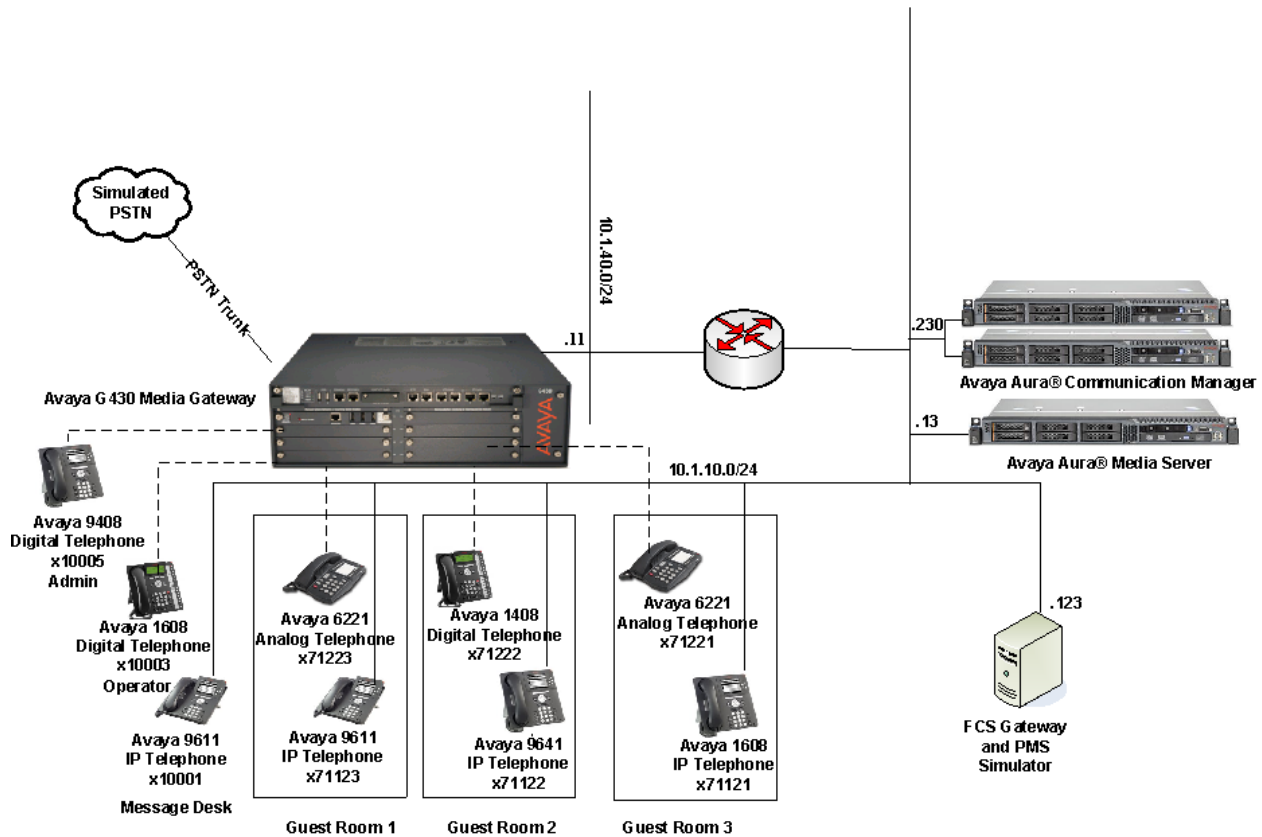 Simulated
PSTN
PSTN Trunk
10.1.40.0/24
.11
.230
Avaya Aura® Communication Manager
.13
Avaya Aura® Media Server
Avaya G430 Media Gateway
G430
AVAYA
10.1.10.0/24
Avaya 9408
Digital Telephone
x10005
Admin
Avaya 1608
Digital Telephone
x10003
Operator
Avaya 9611
IP Telephone
x10001
Message Desk
Avaya 6221
Analog Telephone
x71223
Avaya 9611
IP Telephone
x71123
Guest Room 1
Avaya 1408
Digital Telephone
x71222
Avaya 9641
IP Telephone
x71122
Guest Room 2
Avaya 6221
Analog Telephone
x71221
Avaya 1608
IP Telephone
x71121
Guest Room 3
.123
FCS Gateway
and PMS
Simulator